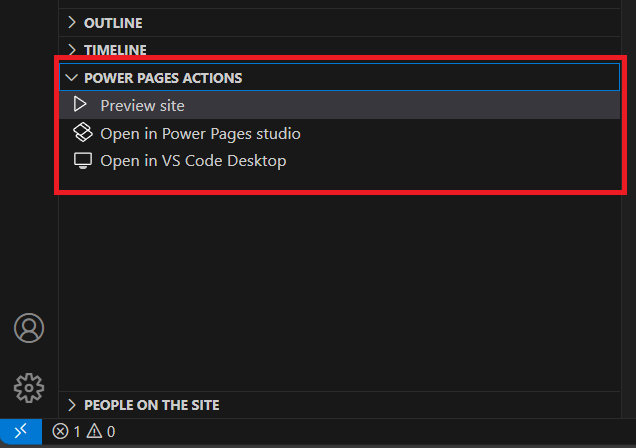 OUTLINE
TIMELINE
POWER PAGES ACTIONS
Preview site
Open in Power Pages studio
Open in VS Code Desktop
PEOPLE ON THE SITE
1 0